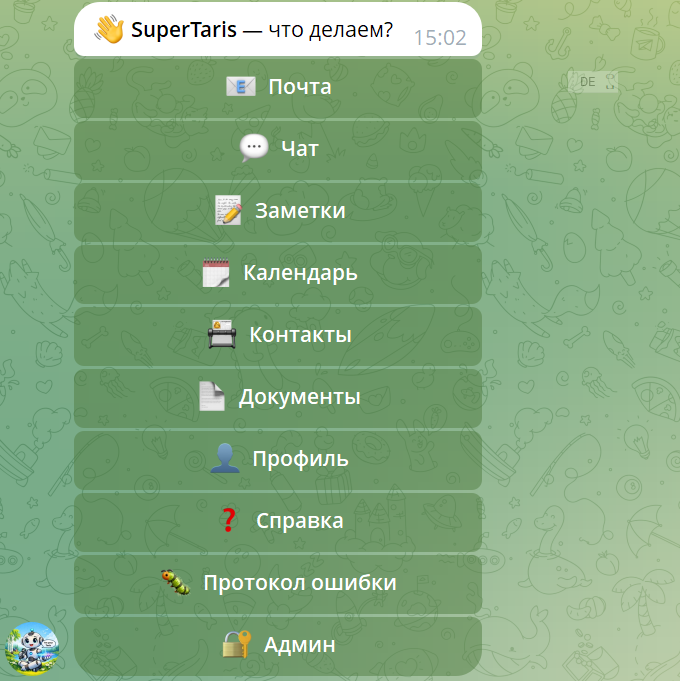 👋 SuperTaris — что делаем? 15:02
DE
📧 Почта
💬 Чат
📝 Заметки
📅 Календарь
📇 Контакты
📄 Документы
👤 Профиль
❓ Справка
🐛 Протокол ошибки
🔐 Админ